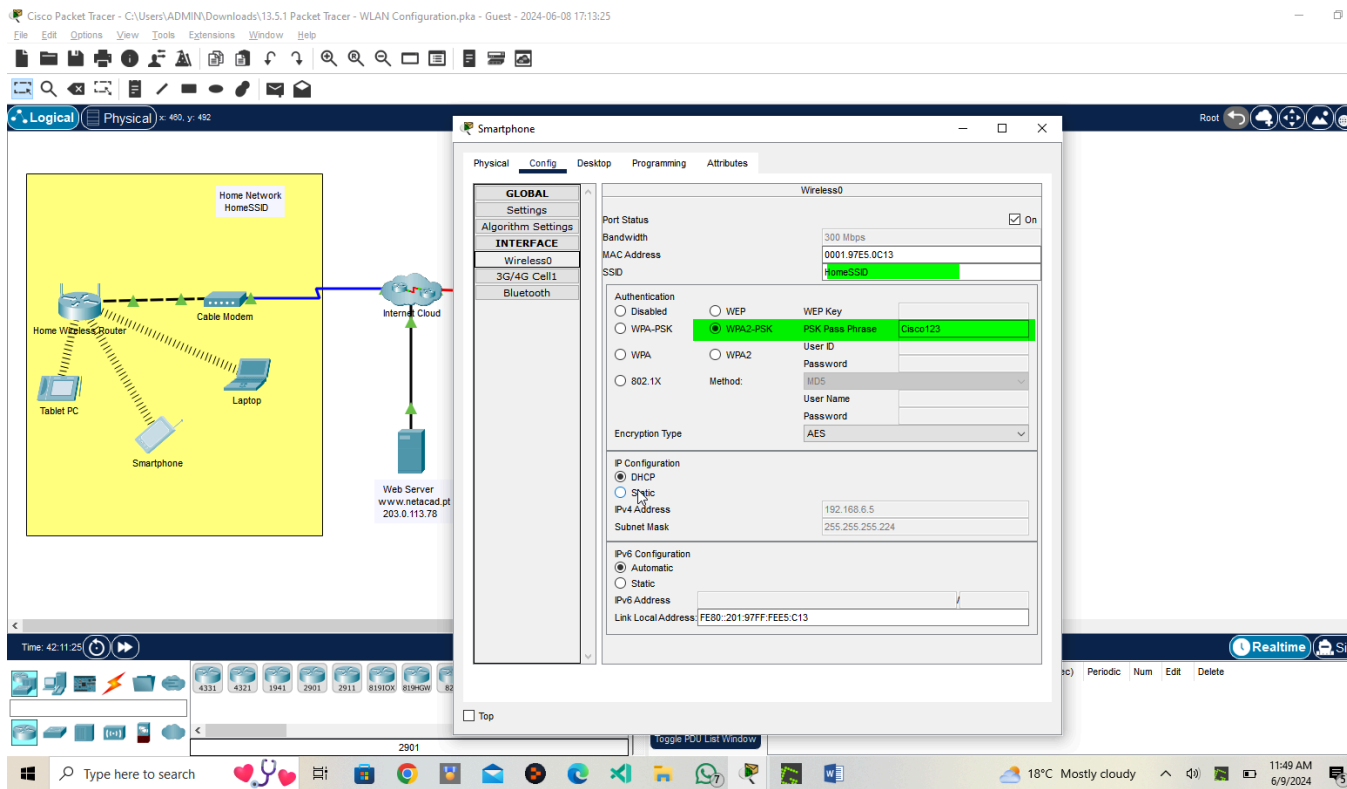 Cisco Packet Tracer - C:\Users\ADMIN\Downloads\13.5.1 Packet Tracer - WLAN Configuration.pka - Guest - 2024-06-08 17:13:25
File Edit Options View Tools Extensions Window Help
Logical Physical x: 460, y: 492
Root
Home Network
HomeSSID
Cable Modem
Home Wireless Router
Internet Cloud
Tablet PC
Laptop
Smartphone
Web Server
www.netacad.pt
203.0.113.78
Smartphone
Physical Config Desktop Programming Attributes
GLOBAL
Settings
Algorithm Settings
INTERFACE
Wireless0
3G/4G Cell1
Bluetooth
Wireless0
Port Status On
Bandwidth 300 Mbps
MAC Address 0001.97E5.0C13
SSID HomeSSID
Authentication
Disabled WEP WEP Key
WPA-PSK WPA2-PSK PSK Pass Phrase Cisco123
User ID
WPA WPA2
Password
802.1X Method: MD5
User Name
Password
Encryption Type AES
IP Configuration
DHCP
Static
IPv4 Address 192.168.6.5
Subnet Mask 255.255.255.224
IPv6 Configuration
Automatic
Static
IPv6 Address /
Link Local Address: FE80::201:97FF:FEE5:C13
Top
Time: 42:11:25
Realtime Si
4331 4321 1941 2901 2911 819IOX 819HGW 82
2901
Toggle PDU List Window
ec) Periodic Num Edit Delete
Type here to search
7
18°C Mostly cloudy
11:49 AM
6/9/2024
5